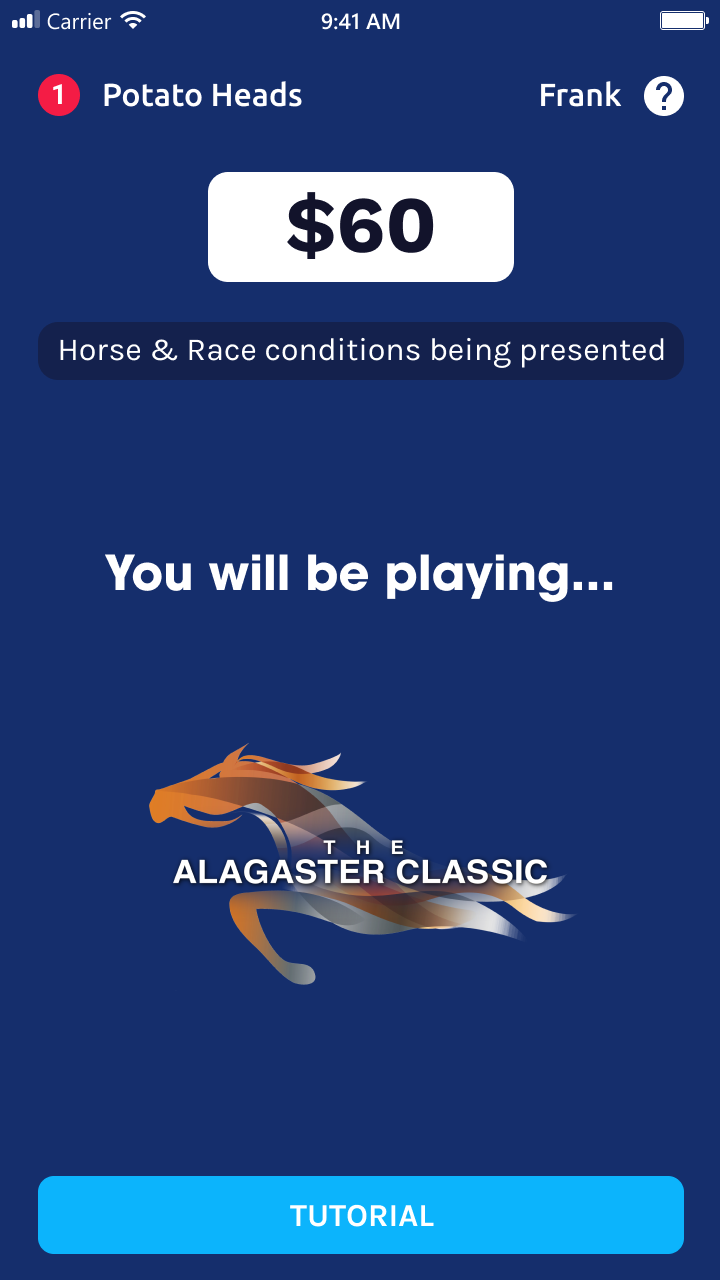 Carrier 9:41 AM
1 Potato Heads Frank ?
$60
Horse & Race conditions being presented
You will be playing...
THE
ALAGASTER CLASSIC
TUTORIAL